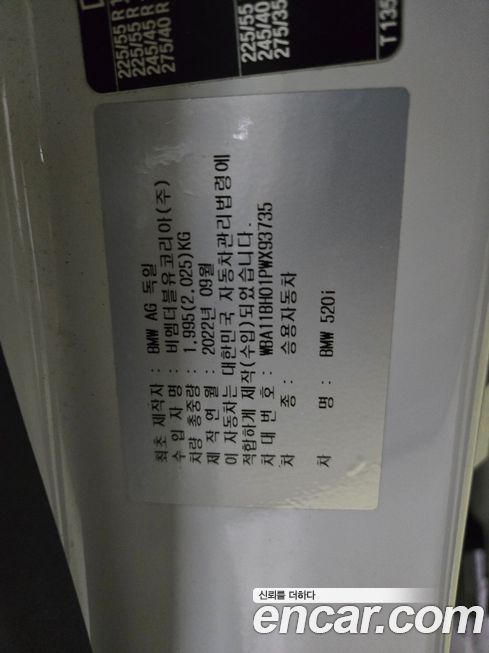 225/55 R 1
225/55 R
245/45 R
275/40 R
225/55
245/40
275/35
T135
최초 제작자 : BMW AG 독일
수 입 자 명 : 비엠더블유코리아(주)
차량 총중량 : 1,995(2,025)KG
제 작 연 월 : 2022년 09월
이 자동차는 대한민국 자동차관리법령에
적합하게 제작(수입)되었습니다.
차 대 번 호 : WBA11BH01PWX93735
차 종 : 승용자동차
차 명 : BMW 520i
신뢰를 더하다
encar.com